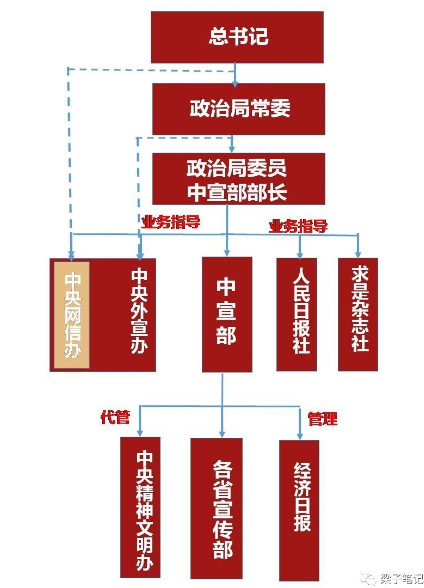 总书记
政治局常委
政治局委员
中宣部部长
业务指导
业务指导
中央网信办
中央外宣办
中宣部
人民日报社
求是杂志社
代管
管理
中央精神文明办
各省宣传部
经济日报
梁子笔记